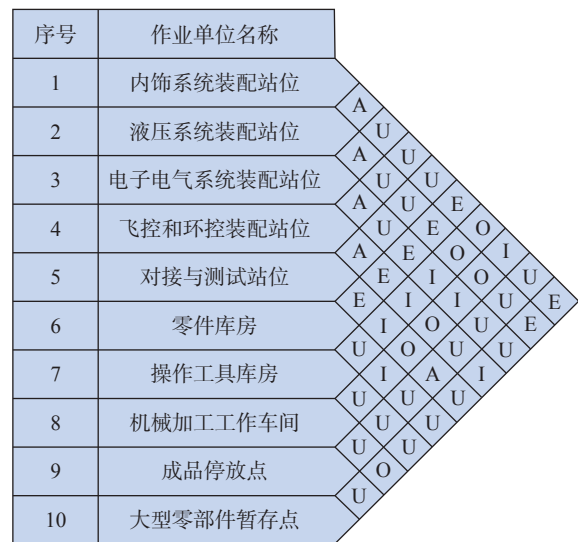 序号 作业单位名称
1 内饰系统装配站位
A
2 液压系统装配站位 U
A U
3 电子电气系统装配站位 U U
A U E
4 飞控和环控装配站位 U E O
A E O I
5 对接与测试站位 E I O U
E I I U E
6 零件库房 I O U E
U O U U
7 操作工具库房 I A I
U U U
8 机械加工工作车间 U U
U U
9 成品停放点 O
U
10 大型零部件暂存点